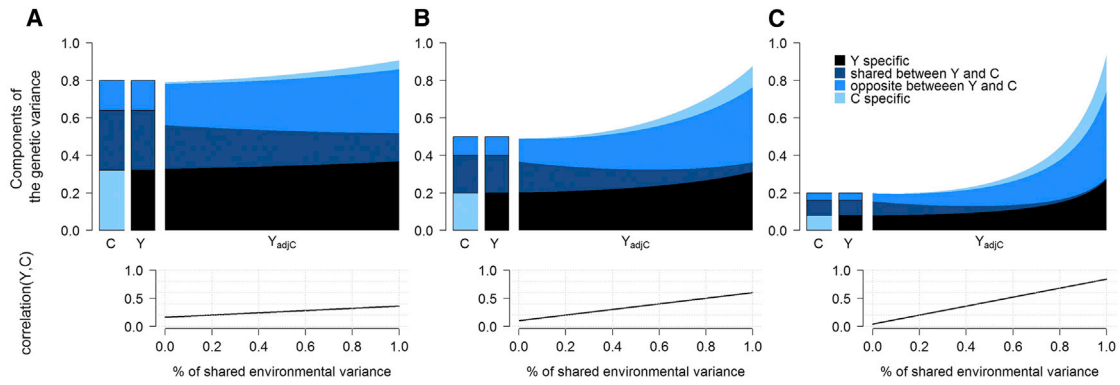 A
B
C
Components of
the genetic variance
1.0
0.8
0.6
0.4
0.2
0.0
C
Y
YadjC
1.0
0.8
0.6
0.4
0.2
0.0
C
Y
YadjC
1.0
0.8
0.6
0.4
0.2
0.0
C
Y
YadjC
Y specific
shared between Y and C
opposite betweeen Y and C
C specific
correlation(Y,C)
1.0
0.5
0.0
0.0 0.2 0.4 0.6 0.8 1.0
% of shared environmental variance
1.0
0.5
0.0
0.0 0.2 0.4 0.6 0.8 1.0
% of shared environmental variance
1.0
0.5
0.0
0.0 0.2 0.4 0.6 0.8 1.0
% of shared environmental variance